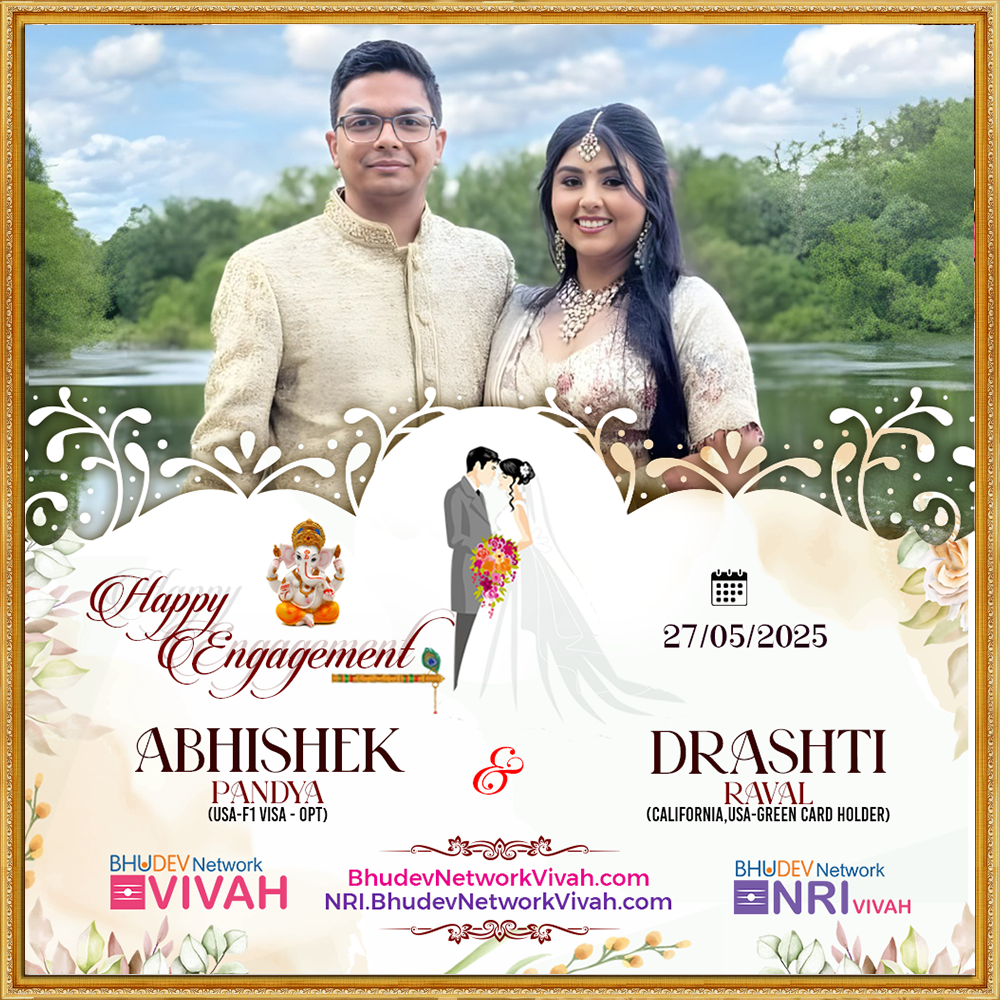 Happy
Engagement
27/05/2025
ABHISHEK
PANDYA
(USA-F1 VISA - OPT)
&
DRASHTI
RAVAL
(CALIFORNIA,USA-GREEN CARD HOLDER)
BHUDEV Network
VIVAH
BhudevNetworkVivah.com
NRI.BhudevNetworkVivah.com
BHUDEV Network
NRI VIVAH